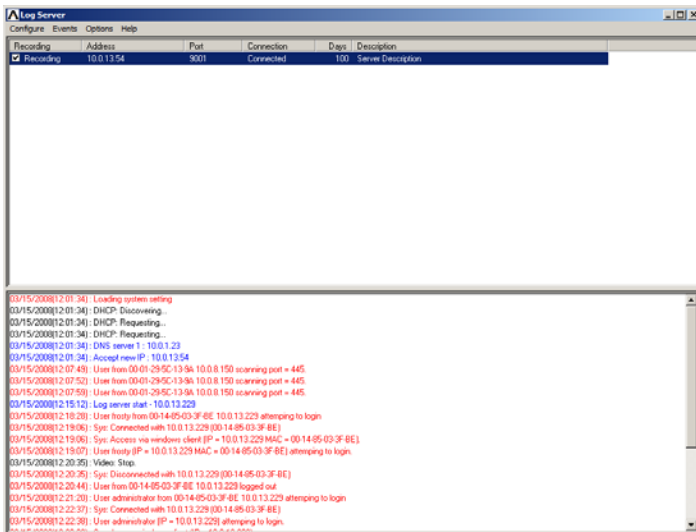 Log Server
Configure Events Options Help
Recording Address Port Connection Days Description
Recording 10.0.13.54 9001 Connected 100 Server Description
03/15/2008(12:01:34) : Loading system setting
03/15/2008(12:01:34) : DHCP: Discovering...
03/15/2008(12:01:34) : DHCP: Requesting...
03/15/2008(12:01:34) : DHCP: Requesting...
03/15/2008(12:01:34) : DNS server 1 : 10.0.1.23
03/15/2008(12:01:34) : Accept new IP : 10.0.13.54
03/15/2008(12:07:49) : User from 00-01-29-5C-13-9A 10.0.8.150 scanning port = 445.
03/15/2008(12:07:52) : User from 00-01-29-5C-13-9A 10.0.8.150 scanning port = 445.
03/15/2008(12:07:59) : User from 00-01-29-5C-13-9A 10.0.8.150 scanning port = 445.
03/15/2008(12:15:12) : Log server start - 10.0.13.229
03/15/2008(12:18:28) : User frosty from 00-14-85-03-3F-BE 10.0.13.229 attemping to login
03/15/2008(12:19:06) : Sys: Connected with 10.0.13.229 (00-14-85-03-3F-BE)
03/15/2008(12:19:06) : Sys: Access via windows client (IP = 10.0.13.229 MAC = 00-14-85-03-3F-BE).
03/15/2008(12:19:07) : User frosty (IP = 10.0.13.229 MAC = 00-14-85-03-3F-BE) attemping to login.
03/15/2008(12:20:35) : Video: Stop.
03/15/2008(12:20:35) : Sys: Disconnected with 10.0.13.229 (00-14-85-03-3F-BE)
03/15/2008(12:20:44) : User from 00-14-85-03-3F-BE 10.0.13.229 logged out.
03/15/2008(12:21:20) : User administrator from 00-14-85-03-3F-BE 10.0.13.229 attemping to login
03/15/2008(12:22:37) : Sys: Connected with 10.0.13.229 (00-14-85-03-3F-BE)
03/15/2008(12:22:38) : User administrator (IP = 10.0.13.229) attemping to login.